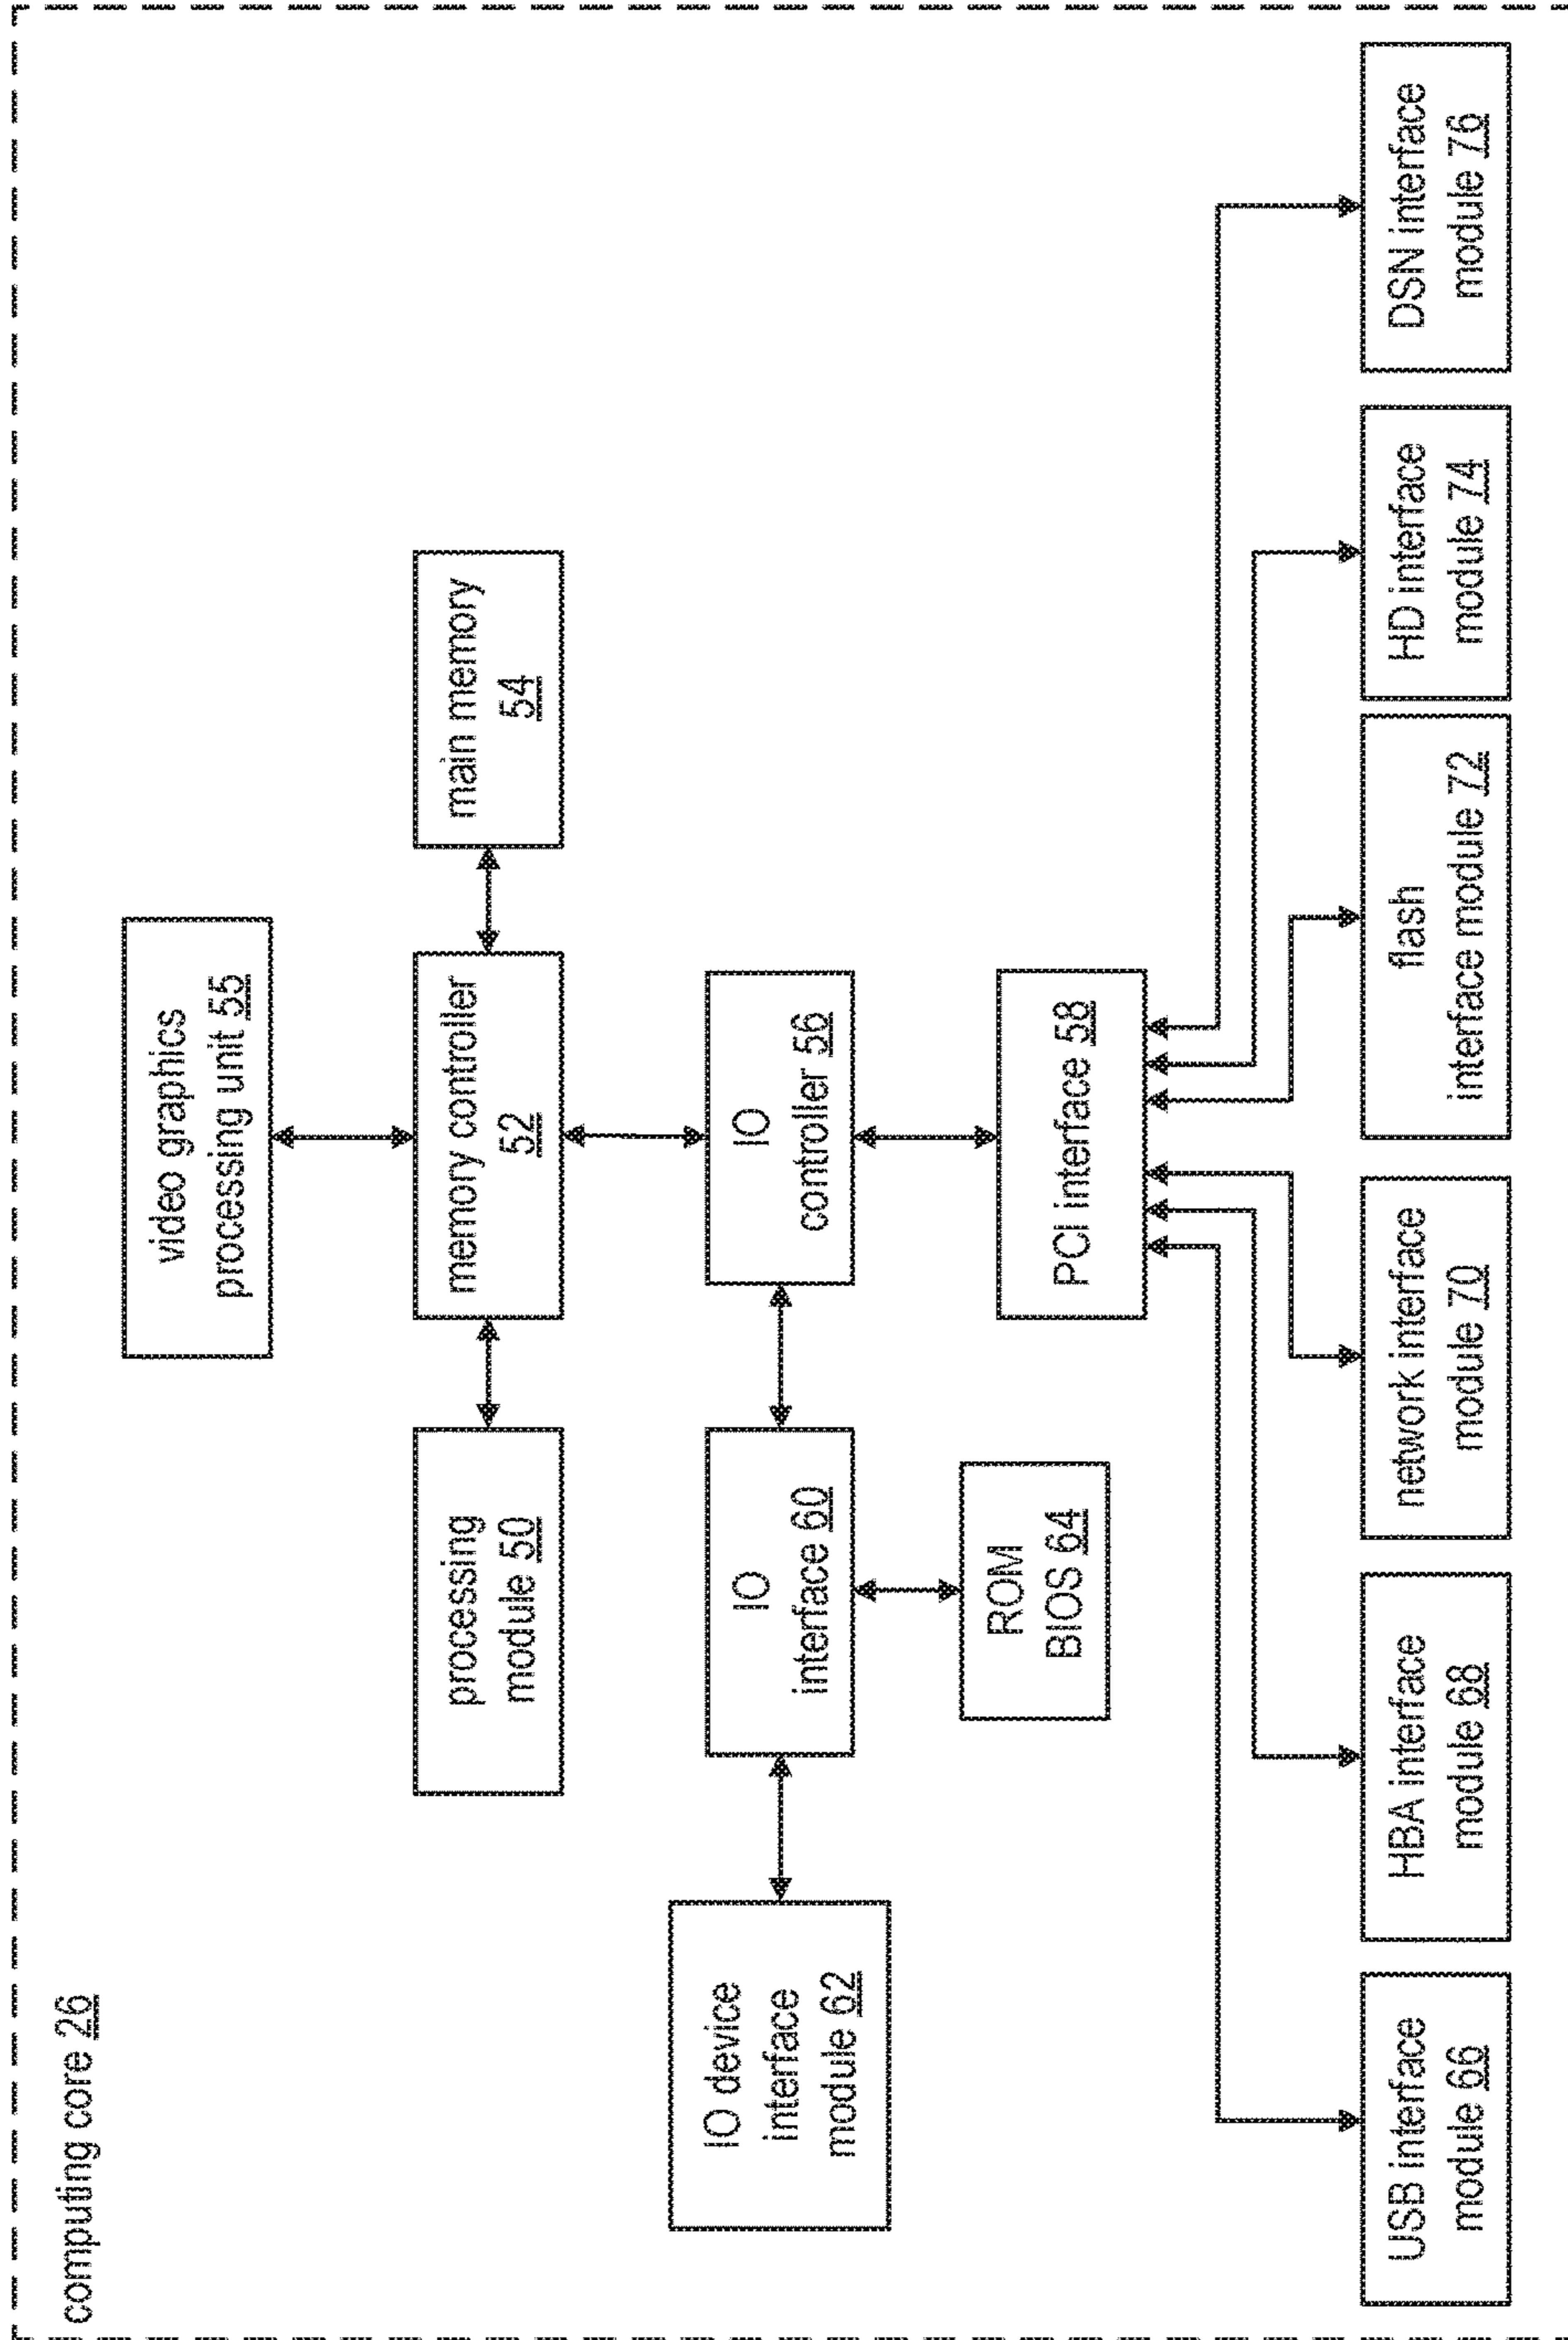 computing core 26
video graphics
processing unit 55
processing
module 50
memory controller
52
main memory
54
IO device
interface
module 62
IO
interface 60
IO
controller 56
ROM
BIOS 64
PCI interface 58
USB interface
module 66
HBA interface
module 68
network interface
module 70
flash
interface module 72
HD interface
module 74
DSN interface
module 76